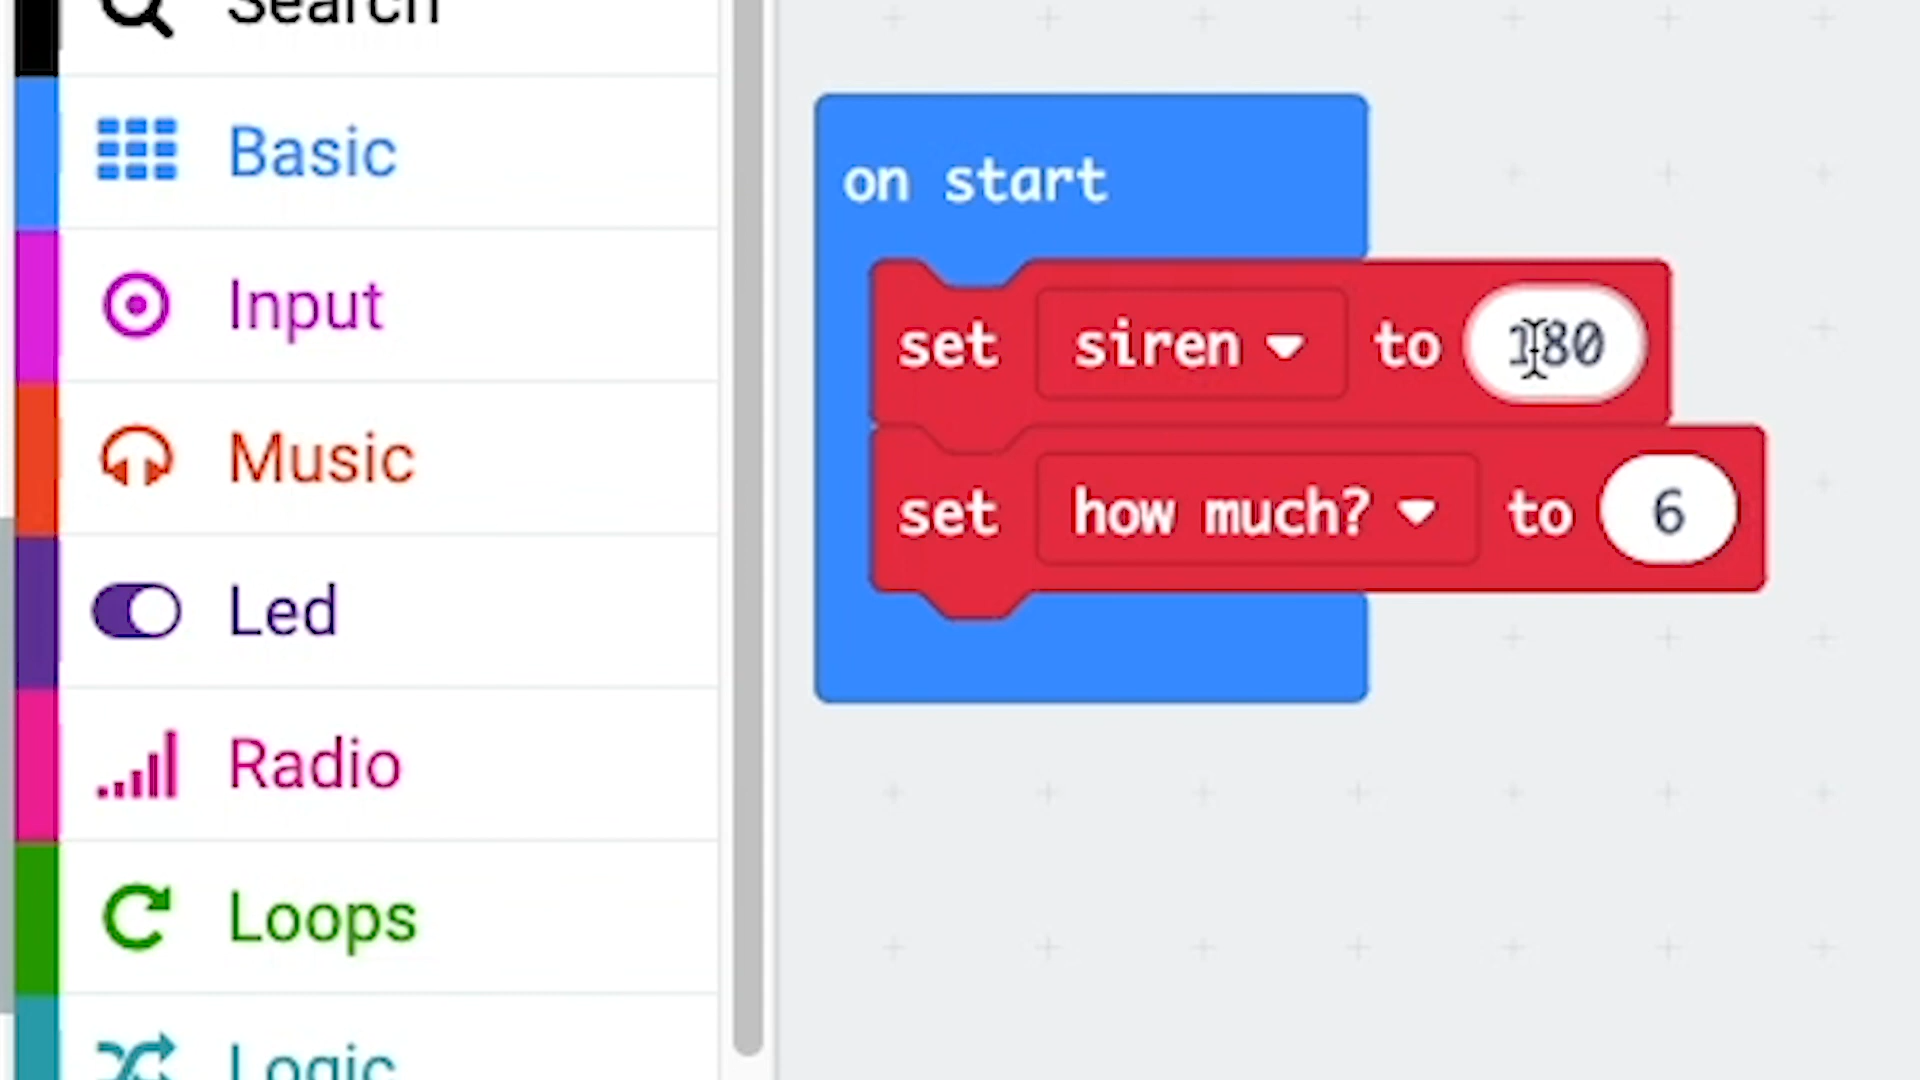 Search
Basic
Input
Music
Led
Radio
Loops
Logic
on start
set siren to 180
set how much? to 6